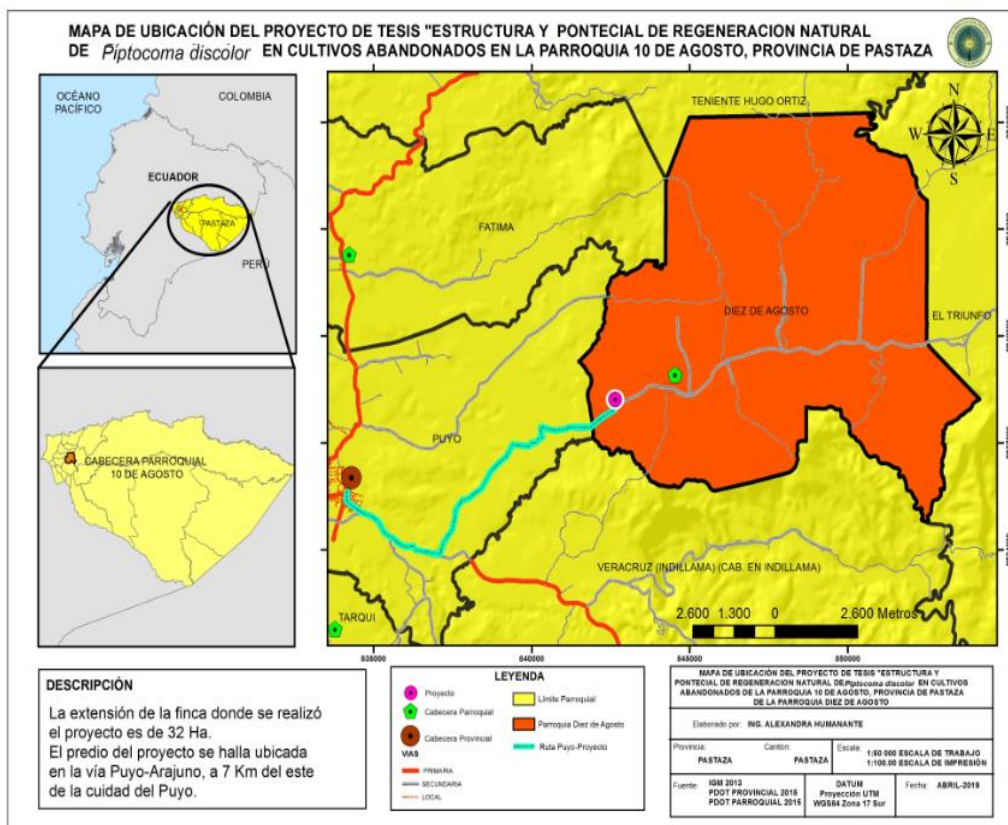 MAPA DE UBICACIÓN DEL PROYECTO DE TESIS "ESTRUCTURA Y PONTECIAL DE REGENERACION NATURAL
DE Piptocoma discolor EN CULTIVOS ABANDONADOS EN LA PARROQUIA 10 DE AGOSTO, PROVINCIA DE PASTAZA
OCÉANO
PACÍFICO
COLOMBIA
ECUADOR
PASTAZA
PERÚ
CABECERA PARROQUIAL
10 DE AGOSTO
TENIENTE HUGO ORTIZ
N
W E
S
FATIMA
DIEZ DE AGOSTO
EL TRIUNFO
PUYO
VERACRUZ (INDILLAMA) (CAB. EN INDILLAMA)
TARQUI
2.600 1.300 0 2.600 Metros
835000 840000 845000 850000
DESCRIPCIÓN
La extensión de la finca donde se realizó
el proyecto es de 32 Ha.
El predio del proyecto se halla ubicada
en la vía Puyo-Arajuno, a 7 Km del este
de la cuidad del Puyo.
LEYENDA
Proyecto
Cabecera Parroquial
Cabecera Provincial
VIAS
PRIMARIA
SECUNDARIA
LOCAL
Límite Parroquial
Parroquia Diez de Agosto
Ruta Puyo-Proyecto
MAPA DE UBICACIÓN DEL PROYECTO DE TESIS "ESTRUCTURA Y
PONTECIAL DE REGENERACION NATURAL DE Piptocoma discolor EN CULTIVOS
ABANDONADOS DE LA PARROQUIA 10 DE AGOSTO, PROVINCIA DE PASTAZA
DE LA PARROQUIA DIEZ DE AGOSTO
Elaborado por: ING. ALEXANDRA HUMANANTE
Provincia: PASTAZA
Cantón: PASTAZA
Escala: 1:50 000 ESCALA DE TRABAJO
1:100.00 ESCALA DE IMPRESIÓN
Fuente: IGM 2013
PDOT PROVINCIAL 2015
PDOT PARROQUIAL 2015
DATUM
Proyección UTM
WGS84 Zona 17 Sur
Fecha: ABRIL-2019